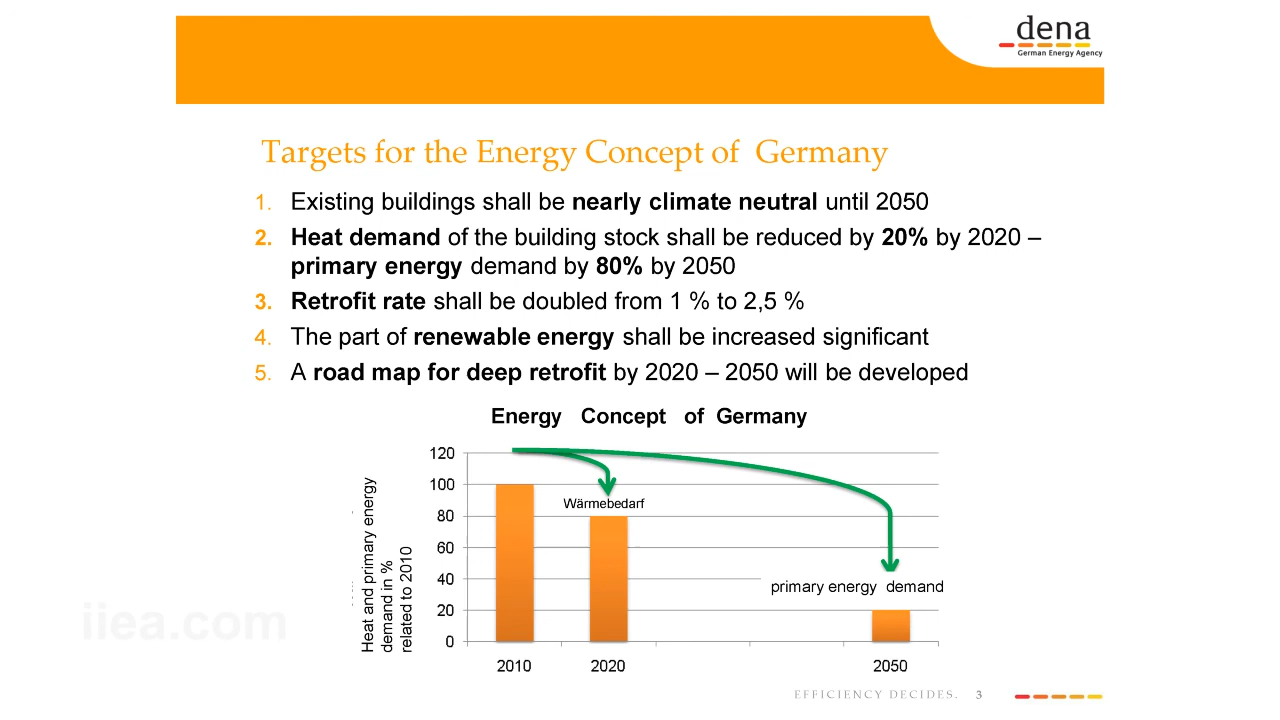 dena
German Energy Agency
Targets for the Energy Concept of Germany
1. Existing buildings shall be nearly climate neutral until 2050
2. Heat demand of the building stock shall be reduced by 20% by 2020 –
primary energy demand by 80% by 2050
3. Retrofit rate shall be doubled from 1 % to 2,5 %
4. The part of renewable energy shall be increased significant
5. A road map for deep retrofit by 2020 – 2050 will be developed
Energy Concept of Germany
Heat and primary energy
demand in %
related to 2010
120
100
80
60
40
20
0
Wärmebedarf
primary energy demand
2010 2020 2050
iiea.com
EFFICIENCY DECIDES. 3